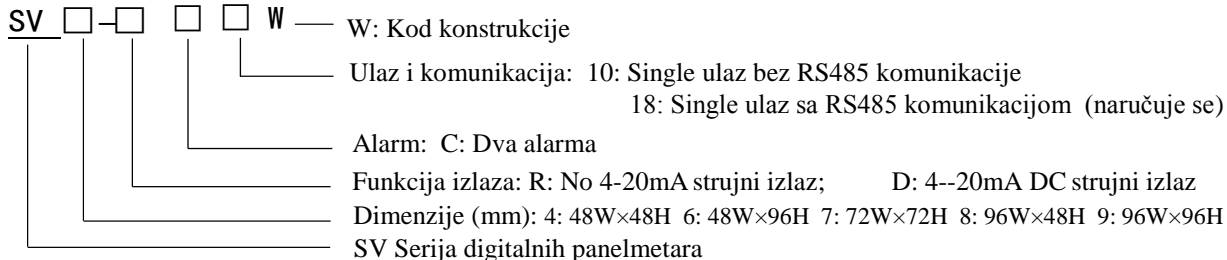 SV □-□ □ □ W W: Kod konstrukcije
Ulaz i komunikacija: 10: Single ulaz bez RS485 komunikacije
18: Single ulaz sa RS485 komunikacijom (naručuje se)
Alarm: C: Dva alarma
Funkcija izlaza: R: No 4-20mA strujni izlaz; D: 4--20mA DC strujni izlaz
Dimenzije (mm): 4: 48W×48H 6: 48W×96H 7: 72W×72H 8: 96W×48H 9: 96W×96H
SV Serija digitalnih panelmetara